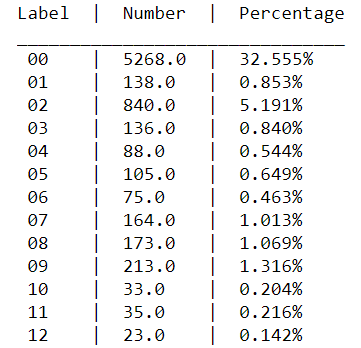 Label | Number | Percentage
00 | 5268.0 | 32.555%
01 | 138.0 | 0.853%
02 | 840.0 | 5.191%
03 | 136.0 | 0.840%
04 | 88.0 | 0.544%
05 | 105.0 | 0.649%
06 | 75.0 | 0.463%
07 | 164.0 | 1.013%
08 | 173.0 | 1.069%
09 | 213.0 | 1.316%
10 | 33.0 | 0.204%
11 | 35.0 | 0.216%
12 | 23.0 | 0.142%